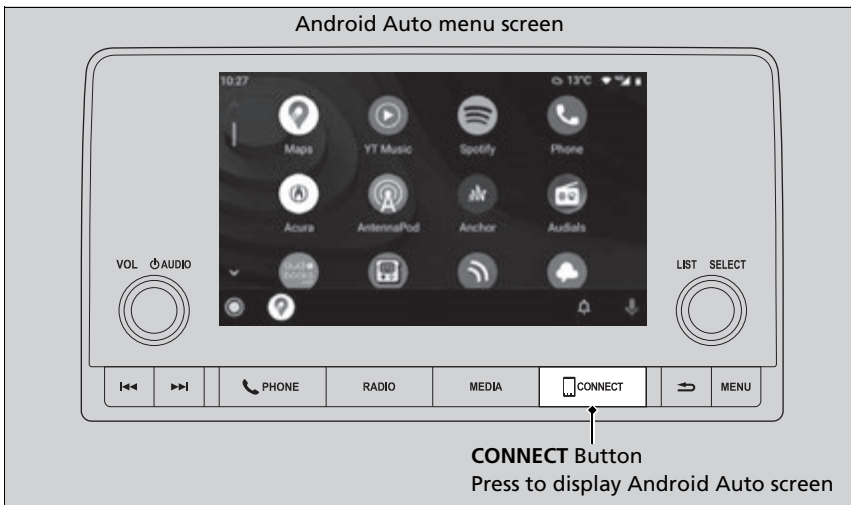 Android Auto menu screen
10:27
13°C
Maps
YT Music
Spotify
Phone
Acura
AntennaPod
Anchor
Audials
VOL AUDIO
LIST SELECT
PHONE
RADIO
MEDIA
CONNECT
MENU
CONNECT Button
Press to display Android Auto screen